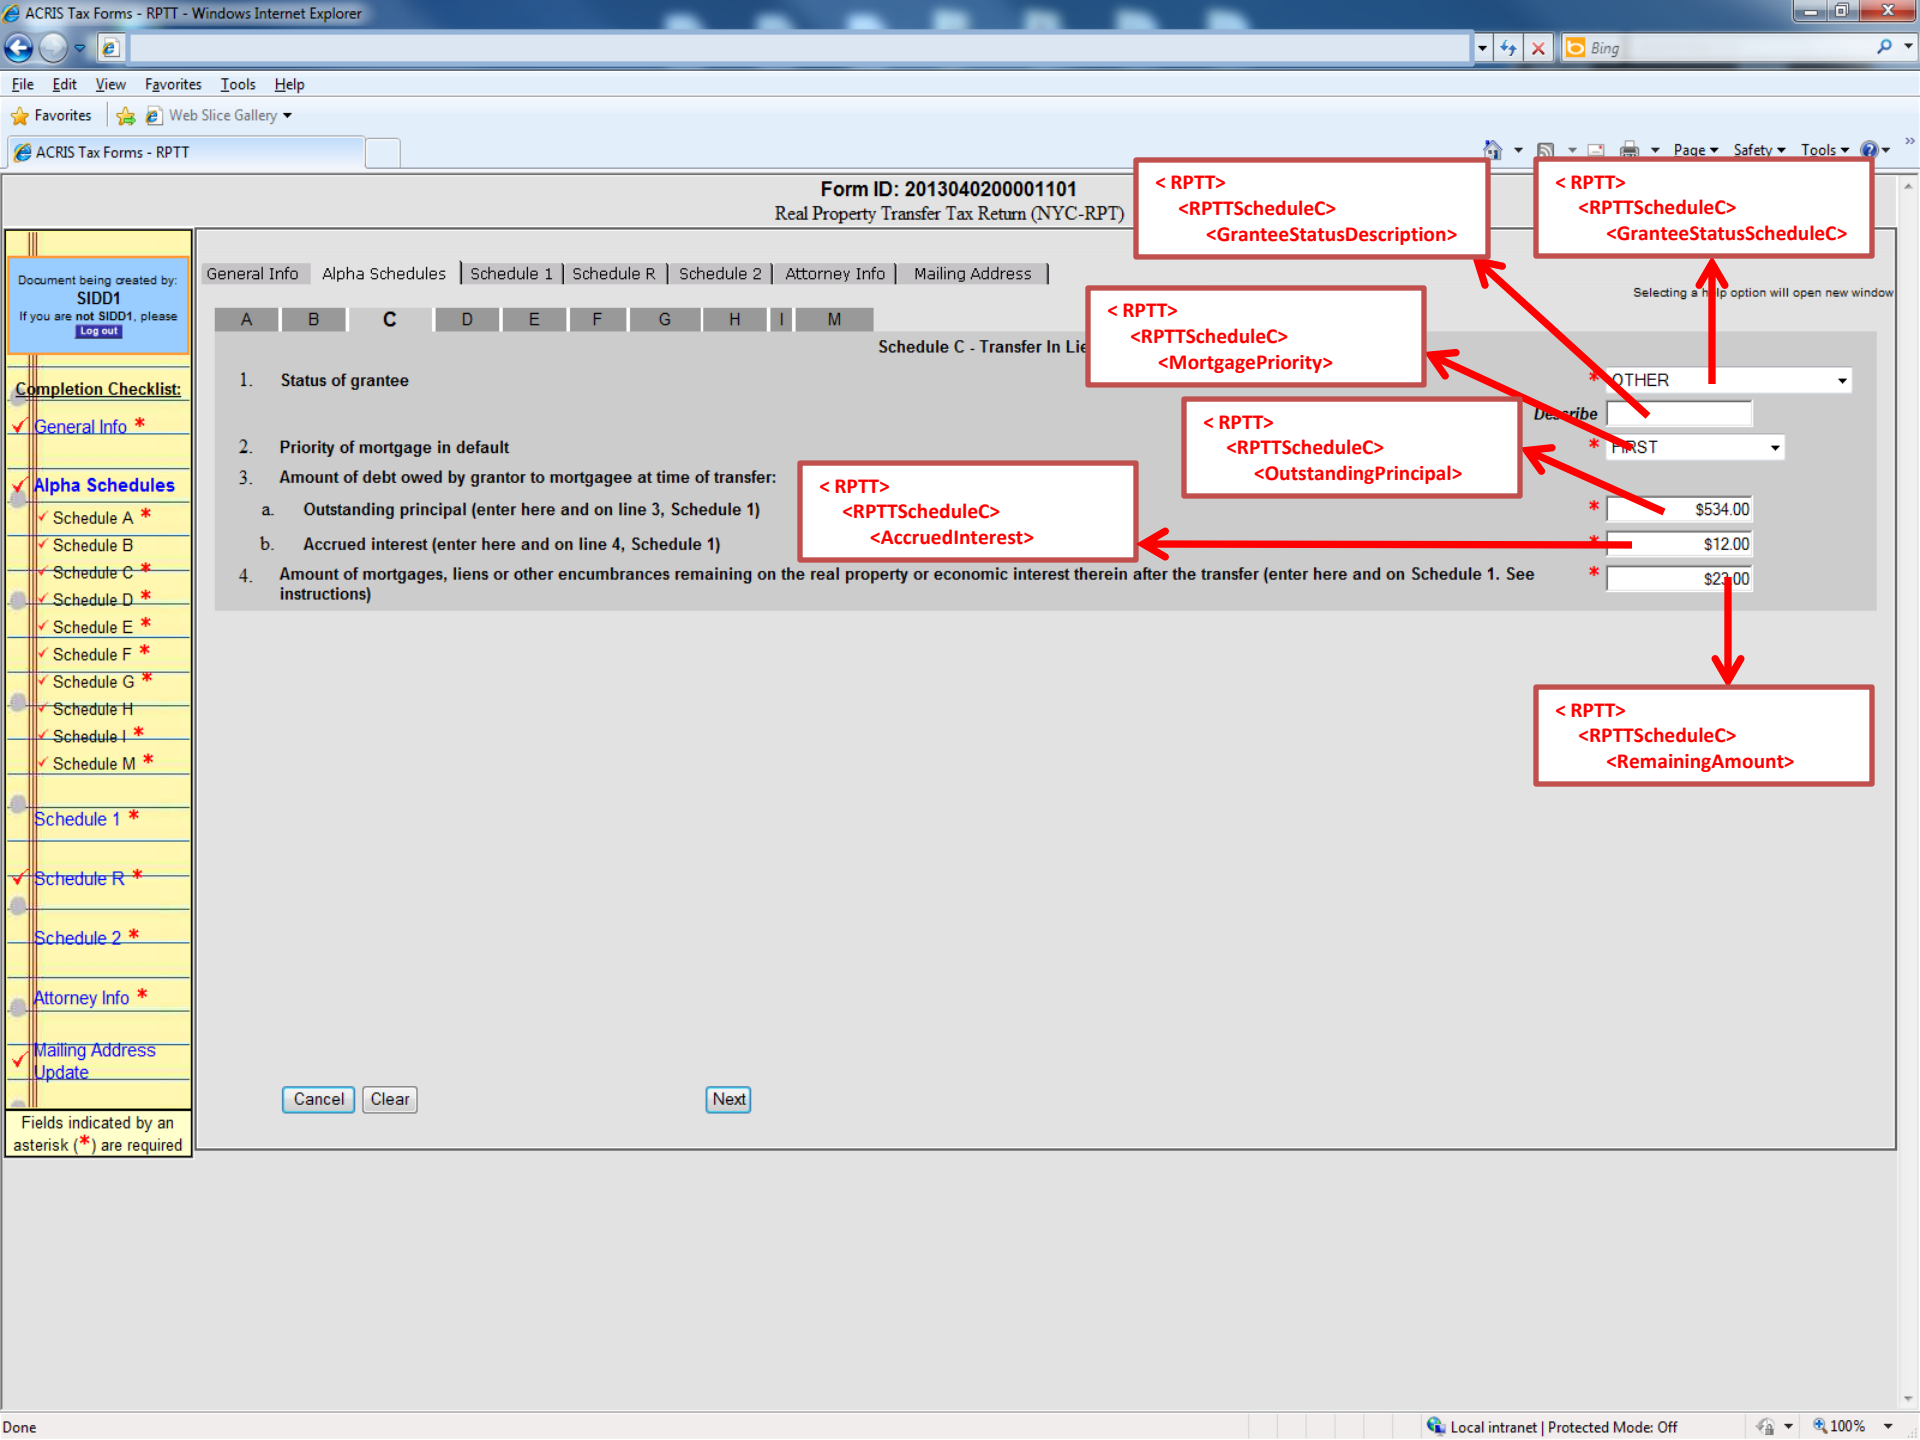 ACRIS Tax Forms - RPTT - Windows Internet Explorer
Bing
File Edit View Favorites Tools Help
Favorites Web Slice Gallery
ACRIS Tax Forms - RPTT
Page Safety Tools
Form ID: 2013040200001101
Real Property Transfer Tax Return (NYC-RPT)
< RPTT>
<RPTTScheduleC>
<GranteeStatusDescription>
< RPTT>
<RPTTScheduleC>
<GranteeStatusScheduleC>
Document being created by:
SIDD1
If you are not SIDD1, please
Log out
General Info Alpha Schedules Schedule 1 Schedule R Schedule 2 Attorney Info Mailing Address
Selecting a help option will open new window
A B C D E F G H I M
< RPTT>
<RPTTScheduleC>
<MortgagePriority>
Schedule C - Transfer In Lie
1. Status of grantee * OTHER
Describe
< RPTT>
<RPTTScheduleC>
<OutstandingPrincipal>
2. Priority of mortgage in default * FIRST
3. Amount of debt owed by grantor to mortgagee at time of transfer:
< RPTT>
<RPTTScheduleC>
<AccruedInterest>
a. Outstanding principal (enter here and on line 3, Schedule 1) * $534.00
b. Accrued interest (enter here and on line 4, Schedule 1) * $12.00
4. Amount of mortgages, liens or other encumbrances remaining on the real property or economic interest therein after the transfer (enter here and on Schedule 1. See * $23.00
instructions)
< RPTT>
<RPTTScheduleC>
<RemainingAmount>
Completion Checklist:
General Info *
Alpha Schedules
Schedule A *
Schedule B
Schedule C *
Schedule D *
Schedule E *
Schedule F *
Schedule G *
Schedule H
Schedule I *
Schedule M *
Schedule 1 *
Schedule R *
Schedule 2 *
Attorney Info *
Mailing Address
Update
Cancel Clear Next
Fields indicated by an
asterisk (*) are required
Done
Local intranet | Protected Mode: Off
100%